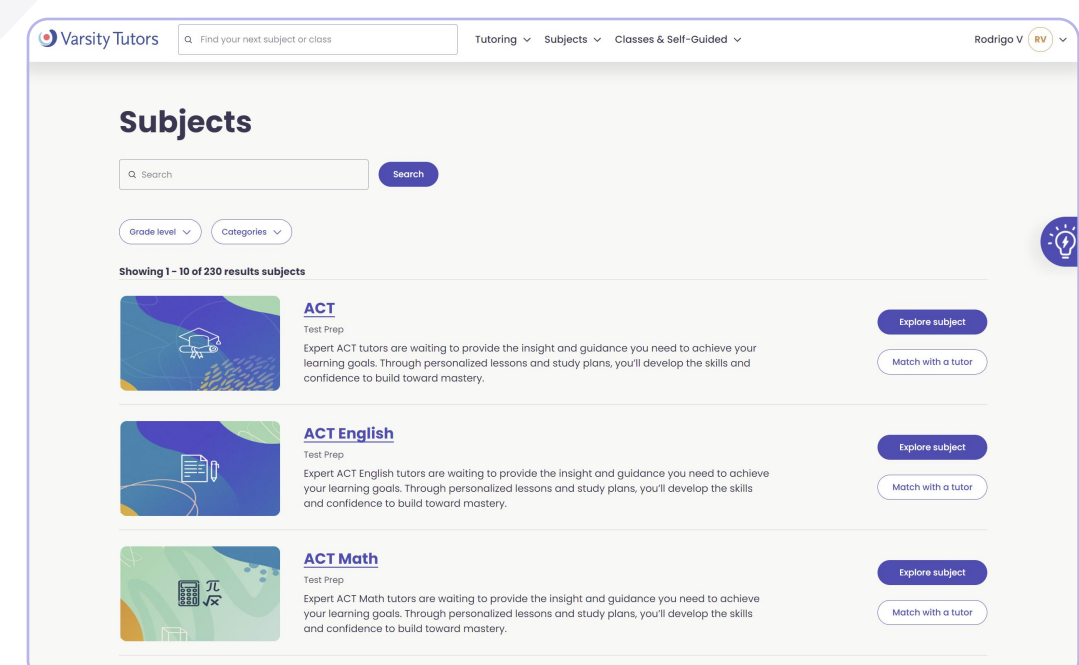 Varsity Tutors
Find your next subject or class
Tutoring
Subjects
Classes & Self-Guided
Rodrigo V
RV
Subjects
Search
Search
Grade level
Categories
Showing 1 - 10 of 230 results subjects
ACT
Test Prep
Expert ACT tutors are waiting to provide the insight and guidance you need to achieve your
learning goals. Through personalized lessons and study plans, you'll develop the skills and
confidence to build toward mastery.
Explore subject
Match with a tutor
ACT English
Test Prep
Expert ACT English tutors are waiting to provide the insight and guidance you need to achieve
your learning goals. Through personalized lessons and study plans, you'll develop the skills
and confidence to build toward mastery.
Explore subject
Match with a tutor
π
√x
ACT Math
Test Prep
Expert ACT Math tutors are waiting to provide the insight and guidance you need to achieve
your learning goals. Through personalized lessons and study plans, you'll develop the skills
and confidence to build toward mastery.
Explore subject
Match with a tutor